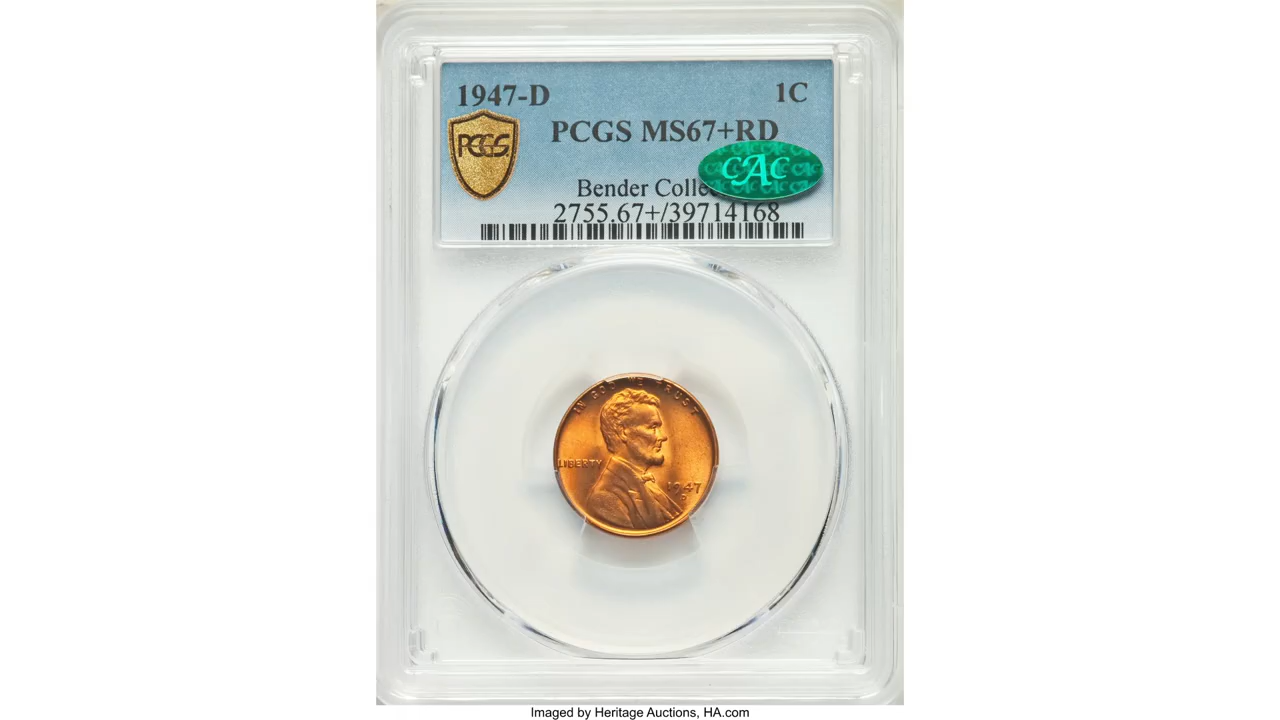 1947-D 1C
PCGS MS67+RD
PCGS
CAC
Bender Colle
2755.67+/39714168
IN GOD WE TRUST
LIBERTY
1947
D
Imaged by Heritage Auctions, HA.com